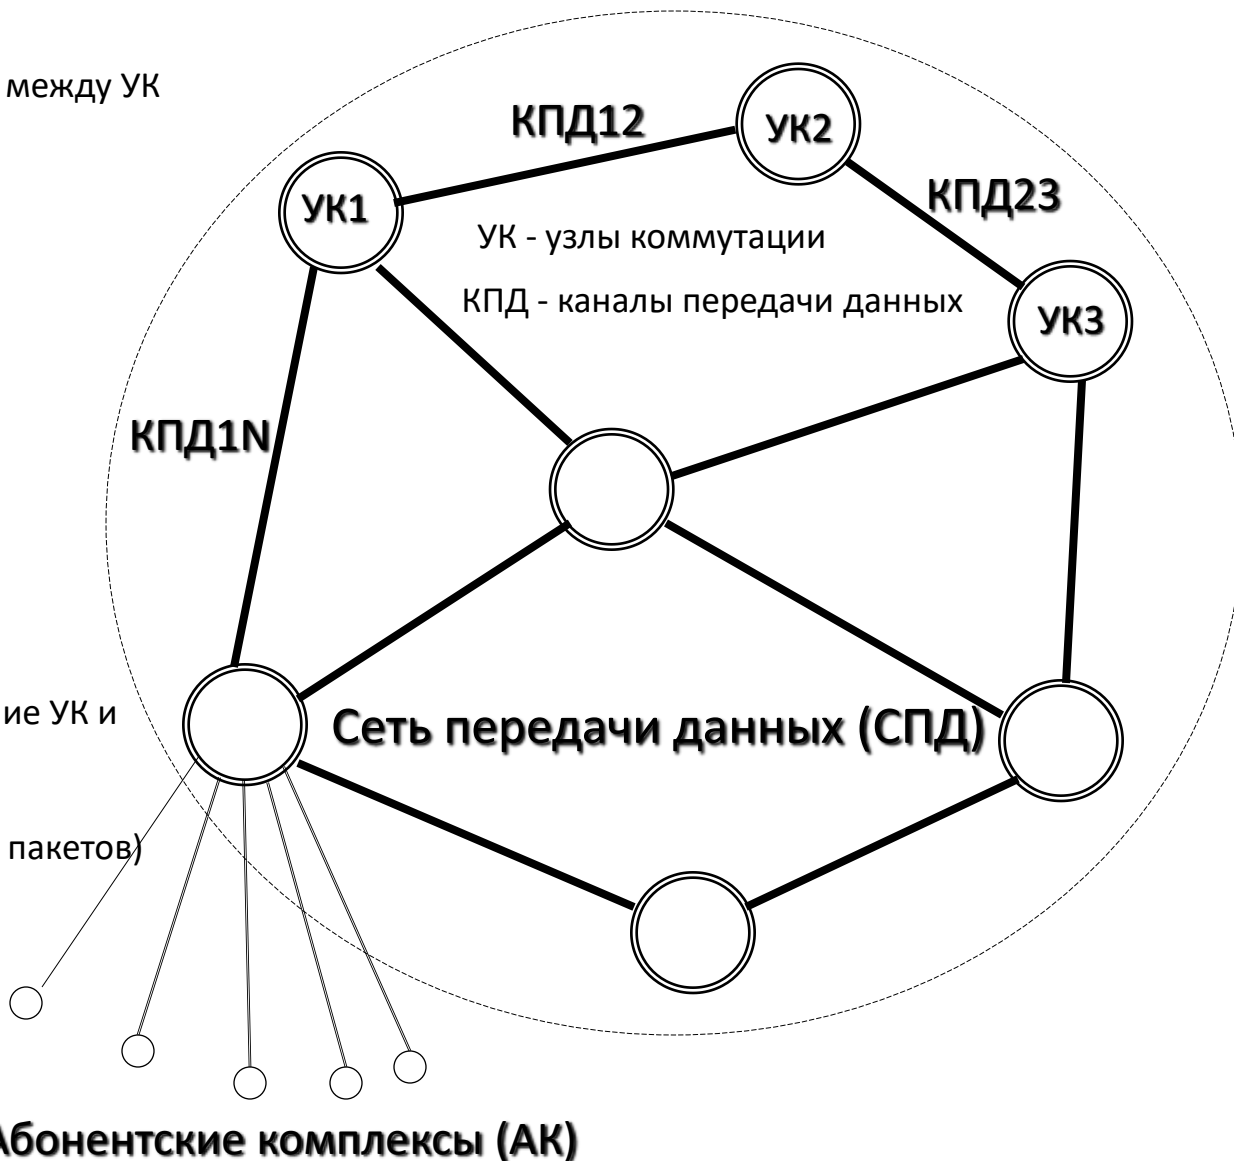 между УК
КПД12
УК2
КПД23
УК1
УК - узлы коммутации
КПД - каналы передачи данных
УК3
КПД1N
ие УК и
Сеть передачи данных (СПД)
пакетов)
Абонентские комплексы (АК)